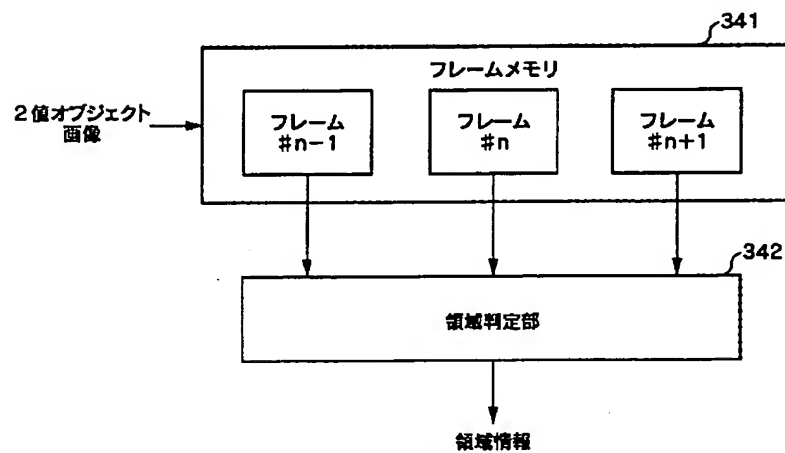 341
フレームメモリ
2値オブジェクト
画像
フレーム
#n-1
フレーム
#n
フレーム
#n+1
342
領域判定部
領域情報